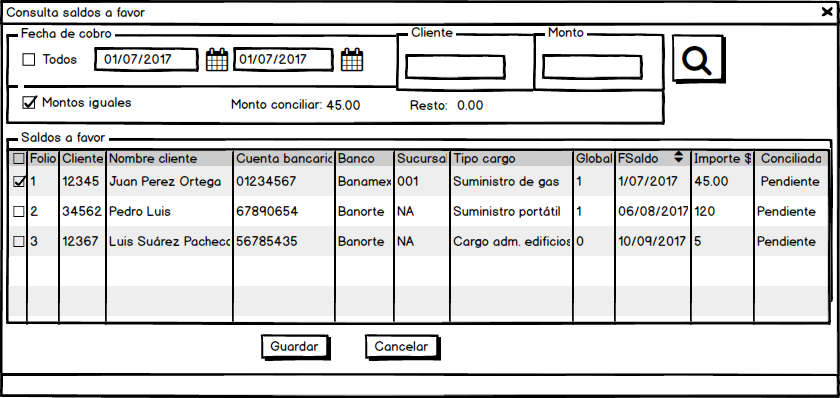 Consulta saldos a favor
Fecha de cobro Cliente Monto
Todos 01/07/2017 01/07/2017
Montos iguales Monto conciliar: 45.00 Resto: 0.00
Saldos a favor
Folio Cliente Nombre cliente Cuenta bancaric Banco Sucursal Tipo cargo Global FSaldo Importe $ Conciliada
1 12345 Juan Perez Ortega 01234567 Banamex 001 Suministro de gas 1 1/07/2017 45.00 Pendiente
2 34562 Pedro Luis 67890654 Banorte NA Suministro portátil 1 06/08/2017 120 Pendiente
3 12367 Luis Suárez Pacheco 56785435 Banorte NA Cargo adm. edificios 0 10/09/2017 5 Pendiente
Guardar Cancelar